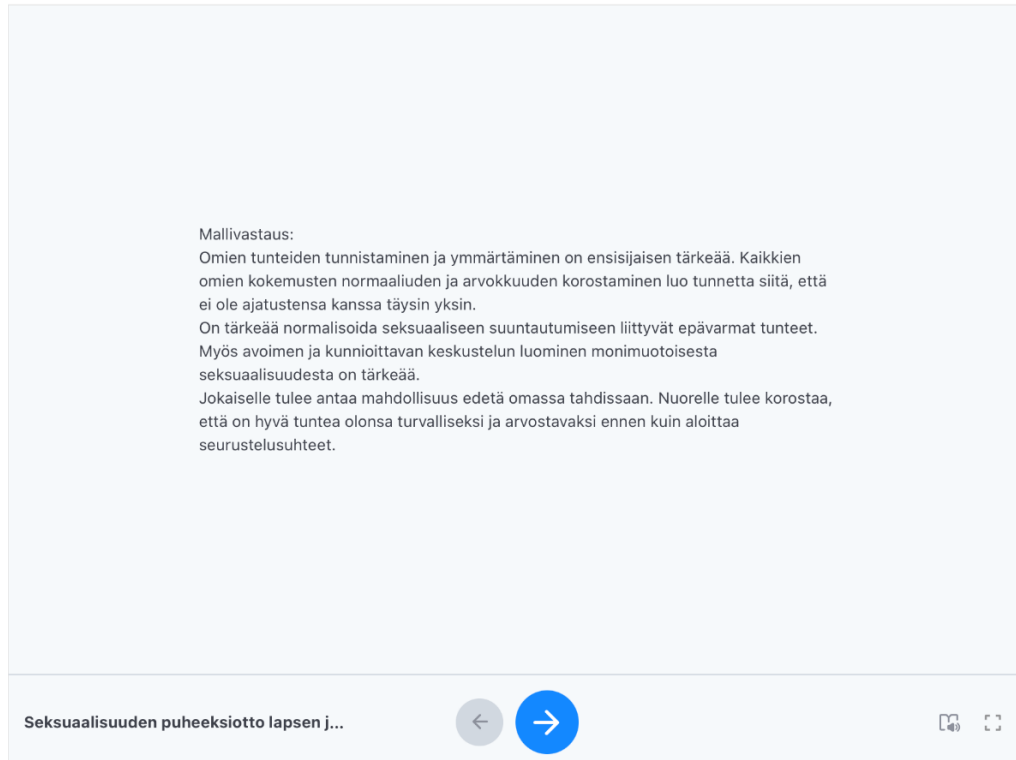 Mallivastaus:
Omien tunteiden tunnistaminen ja ymmärtäminen on ensisijaisen tärkeää. Kaikkien
omien kokemusten normaaliuden ja arvokkuuden korostaminen luo tunnetta siitä, että
ei ole ajatustensa kanssa täysin yksin.
On tärkeää normalisoida seksuaaliseen suuntautumiseen liittyvät epävarmat tunteet.
Myös avoimen ja kunnioittavan keskustelun luominen monimuotoisesta
seksuaalisuudesta on tärkeää.
Jokaiselle tulee antaa mahdollisuus edetä omassa tahdissaan. Nuorelle tulee korostaa,
että on hyvä tuntea olonsa turvalliseksi ja arvostavaksi ennen kuin aloittaa
seurustelusuhteet.
Seksuaalisuuden puheeksiotto lapsen j...